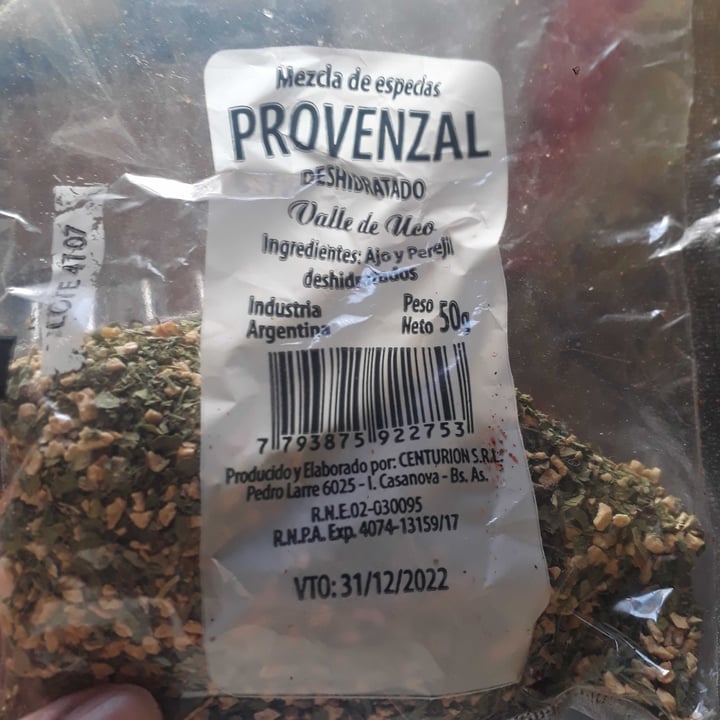 Mezcla de especias
PROVENZAL
DESHIDRATADO
Valle de Uco
Ingredientes: Ajo y Perejil
deshidratados
Industria
Argentina
Peso
Neto 50g
7 793875 922753
Producido y Elaborado por: CENTURION S.R.L.
Pedro Larre 6025 - I. Casanova - Bs. As.
R.N.E.02-030095
R.N.P.A. Exp. 4074-13159/17
VTO: 31/12/2022
LOTE 4T07